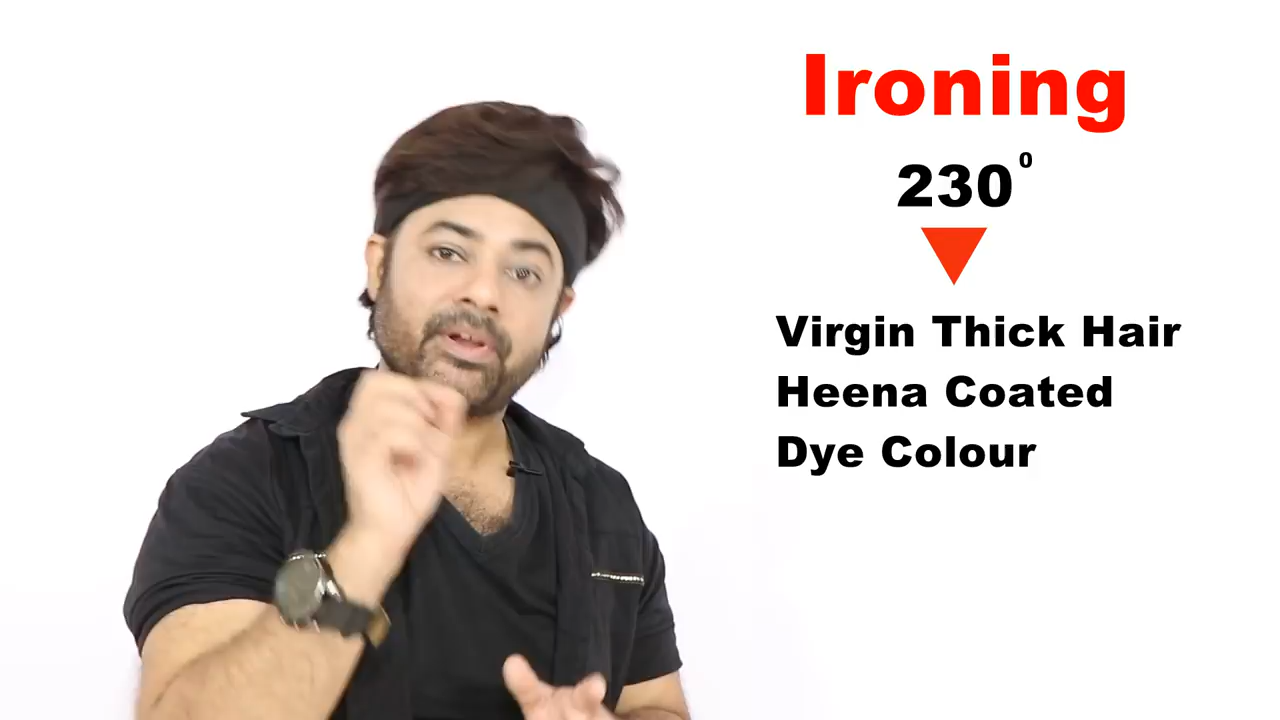 Ironing
230⁰
Virgin Thick Hair
Heena Coated
Dye Colour